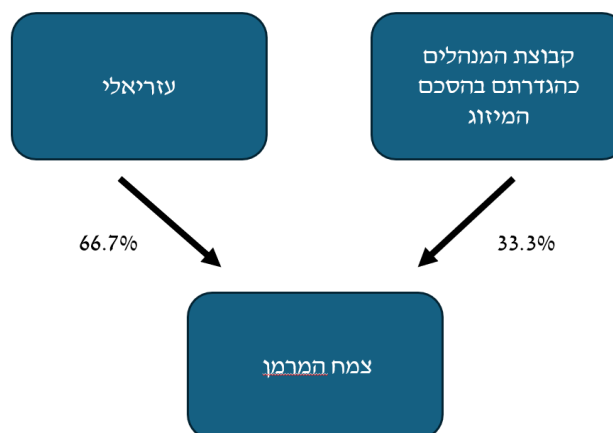 קבוצת המנהלים
כהגדרתם בהסכם
המיזוג
עזריאלי
33.3%
66.7%
צמח המרמן